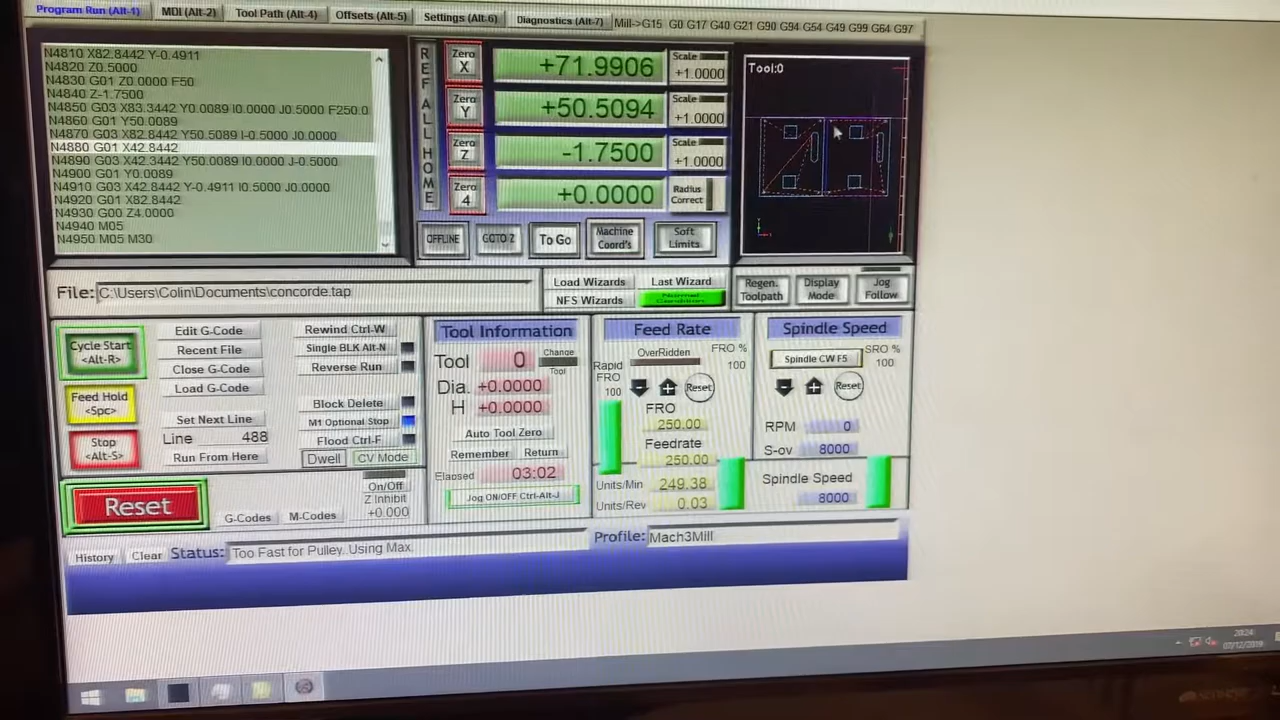 Program Run (Alt-1) MDI (Alt-2) Tool Path (Alt-4) Offsets (Alt-5) Settings (Alt-6) Diagnostics (Alt-7) Mill->G15 G0 G17 G40 G21 G90 G94 G54 G49 G99 G64 G97
N4810 X82.8442 Y-0.4911
N4820 Z0.5000
N4830 G01 Z0.0000 F50
N4840 Z-1.7500
N4850 G03 X83.3442 Y0.0089 I0.0000 J0.5000 F250.0
N4860 G01 Y50.0089
N4870 G03 X82.8442 Y50.5089 I-0.5000 J0.0000
N4880 G01 X42.8442
N4890 G03 X42.3442 Y50.0089 I0.0000 J-0.5000
N4900 G01 Y0.0089
N4910 G03 X42.8442 Y-0.4911 I0.5000 J0.0000
N4920 G01 X82.8442
N4930 G00 Z4.0000
N4940 M05
N4950 M05 M30
REF ALL HOME
Zero X +71.9906 Scale +1.0000
Zero Y +50.5094 Scale +1.0000
Zero Z -1.7500 Scale +1.0000
Zero 4 +0.0000 Radius Correct
OFFLINE GOTO Z To Go Machine Coord's Soft Limits
Tool:0
File: C:\Users\Colin\Documents\concorde.tap
Load Wizards Last Wizard
NFS Wizards Normal Condition
Regen. Toolpath Display Mode Jog Follow
Cycle Start <Alt-R>
Feed Hold <Spc>
Stop <Alt-S>
Reset
Edit G-Code
Recent File
Close G-Code
Load G-Code
Set Next Line
Line 488
Run From Here
Rewind Ctrl-W
Single BLK Alt-N
Reverse Run
Block Delete
M1 Optional Stop
Flood Ctrl-F
Dwell CV Mode
On/Off
Z Inhibit
+0.000
G-Codes M-Codes
Tool Information
Tool 0 Change Tool
Dia. +0.0000
H +0.0000
Auto Tool Zero
Remember Return
Elapsed 03:02
Jog ON/OFF Ctrl-Alt-J
Feed Rate
OverRidden FRO %
100
Rapid FRO
100
Reset
FRO
250.00
Feedrate
250.00
Units/Min 249.38
Units/Rev 0.03
Spindle Speed
Spindle CW F5 SRO %
100
Reset
RPM 0
S-ov 8000
Spindle Speed
8000
History Clear Status: Too Fast for Pulley. Using Max.
Profile: Mach3Mill
20:24
07/12/2019